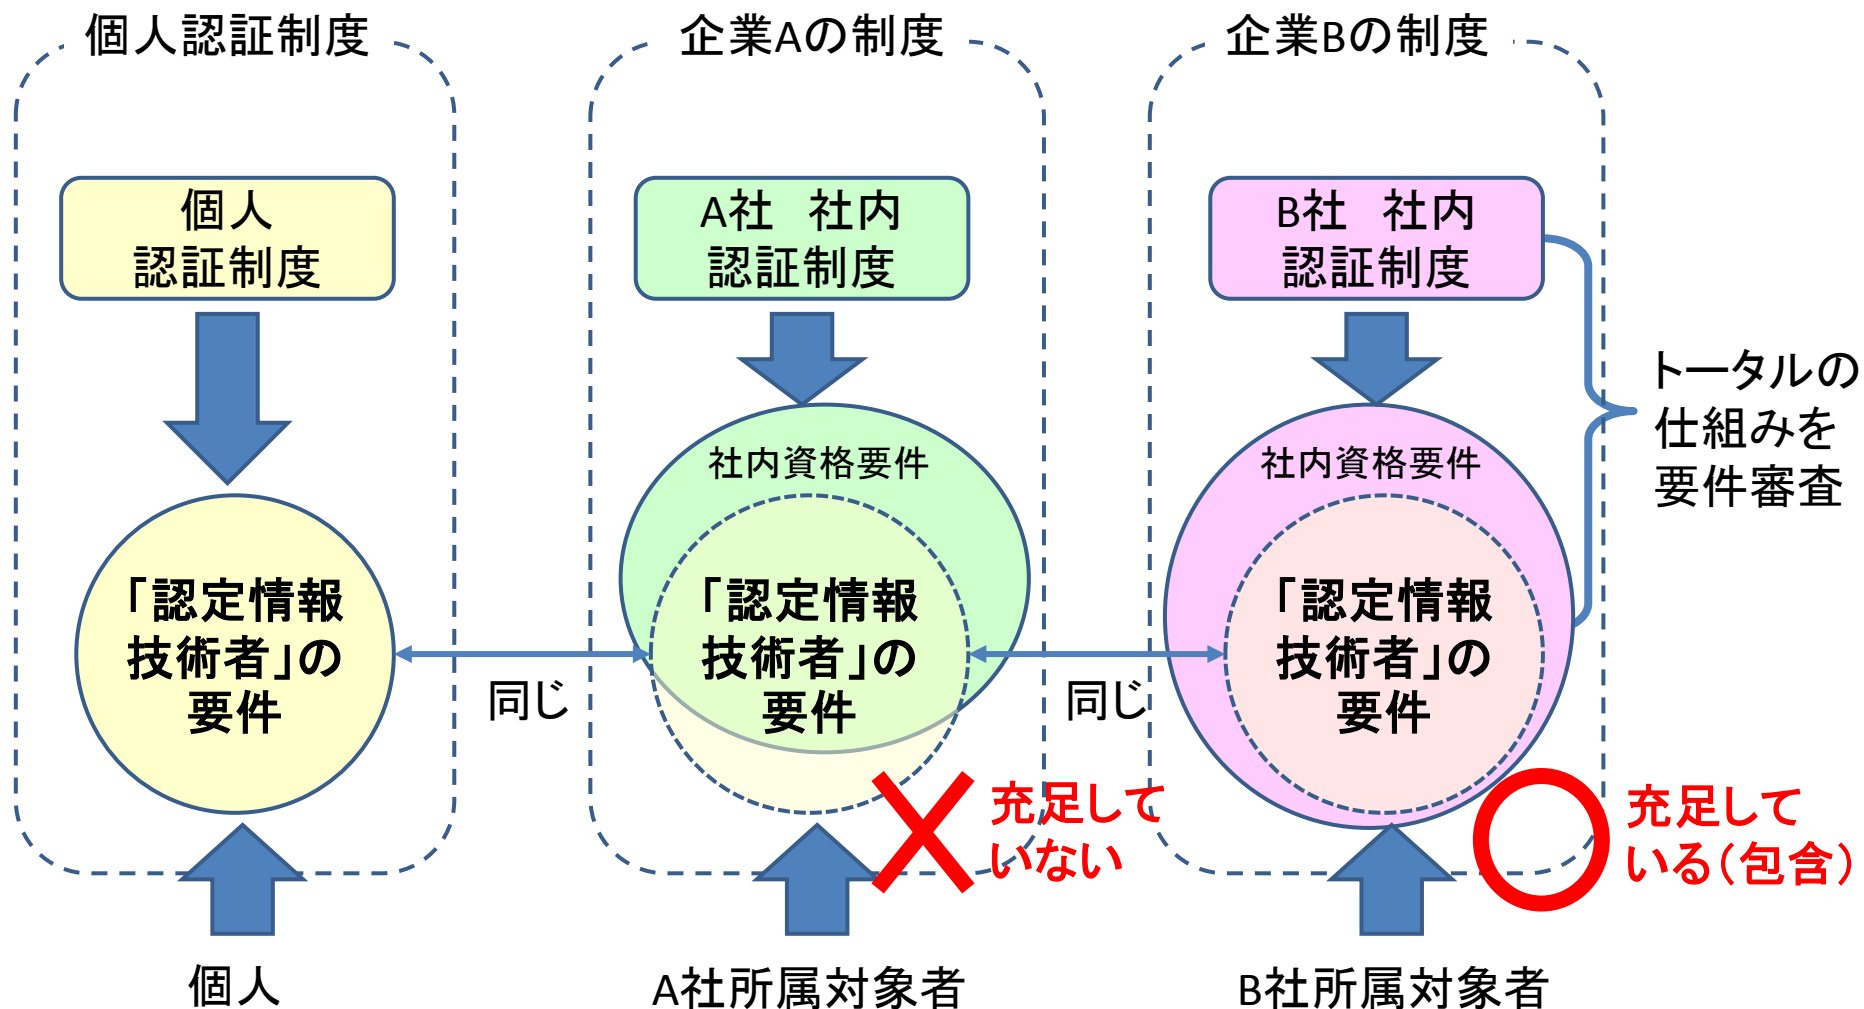 個人認証制度
企業Aの制度
企業Bの制度
個人
認証制度
A社　社内
認証制度
B社　社内
認証制度
トータルの
仕組みを
要件審査
社内資格要件
社内資格要件
「認定情報
技術者」の
要件
「認定情報
技術者」の
要件
「認定情報
技術者」の
要件
同じ
同じ
充足して
いない
充足して
いる（包含）
個人
A社所属対象者
B社所属対象者